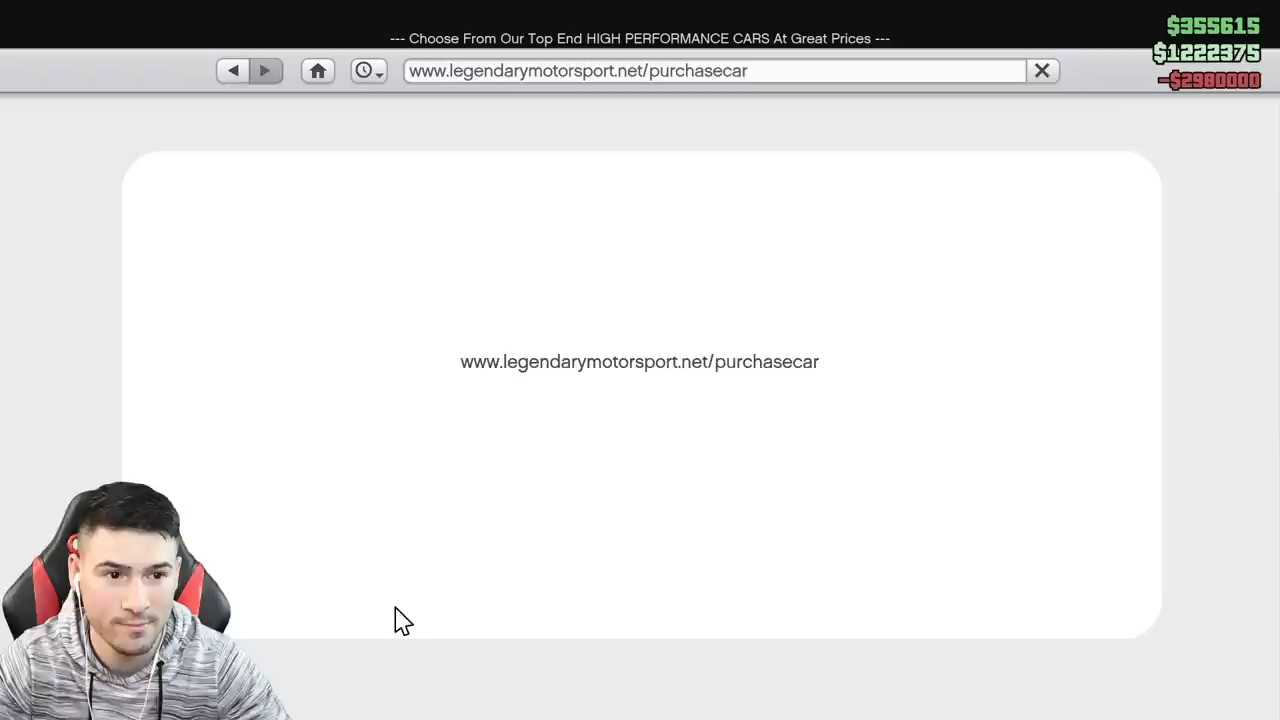 --- Choose From Our Top End HIGH PERFORMANCE CARS At Great Prices ---
$355615
$1222375
-$2980000
www.legendarymotorsport.net/purchasecar
www.legendarymotorsport.net/purchasecar